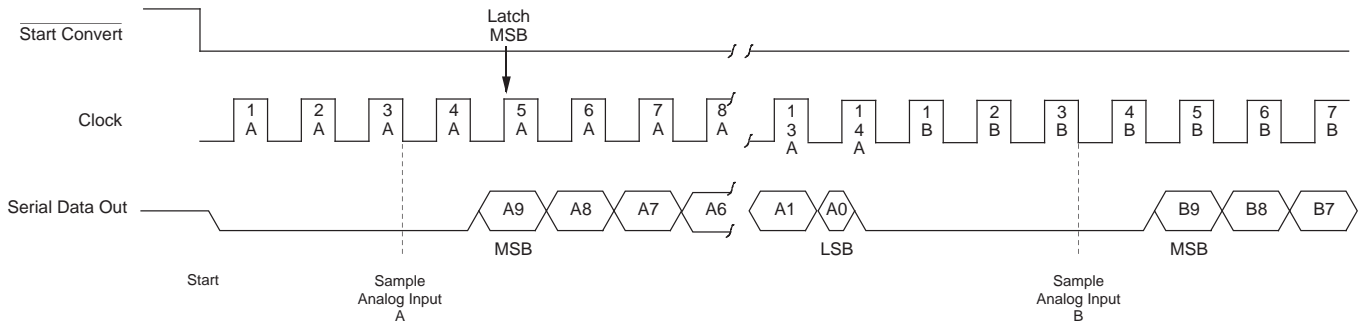 Start Convert
Latch
MSB
Clock
1 A
2 A
3 A
4 A
5 A
6 A
7 A
8 A
1 3 A
1 4 A
1 B
2 B
3 B
4 B
5 B
6 B
7 B
Serial Data Out
A9
A8
A7
A6
A1
A0
B9
B8
B7
MSB
LSB
MSB
Start
Sample
Analog Input
A
Sample
Analog Input
B